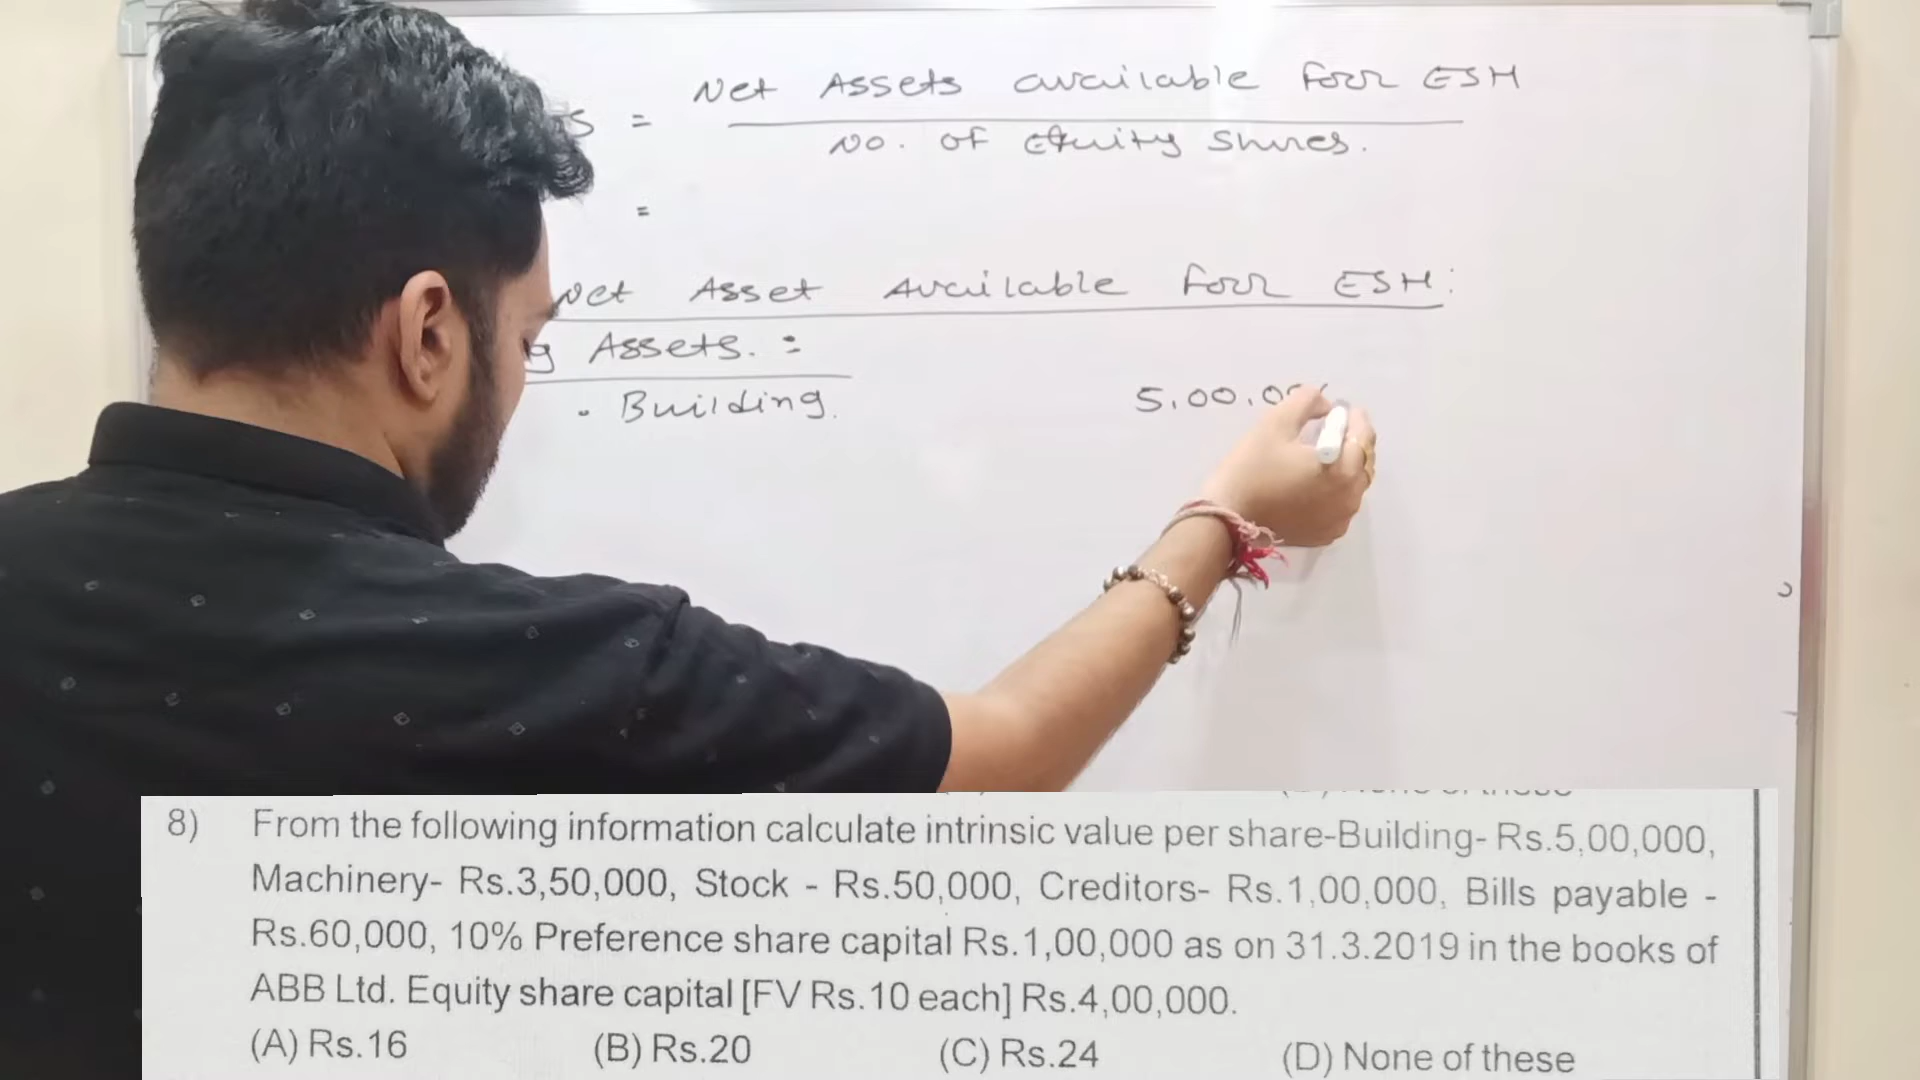 Net Assets available for ESH
=
No. of Equity Shares.
=
Net Asset Available for ESH:
Assets. :
- Building.
5,00,00
8) From the following information calculate intrinsic value per share-Building- Rs.5,00,000,
Machinery- Rs.3,50,000, Stock - Rs.50,000, Creditors- Rs.1,00,000, Bills payable -
Rs.60,000, 10% Preference share capital Rs.1,00,000 as on 31.3.2019 in the books of
ABB Ltd. Equity share capital [FV Rs.10 each] Rs.4,00,000.
(A) Rs.16 (B) Rs.20 (C) Rs.24 (D) None of these